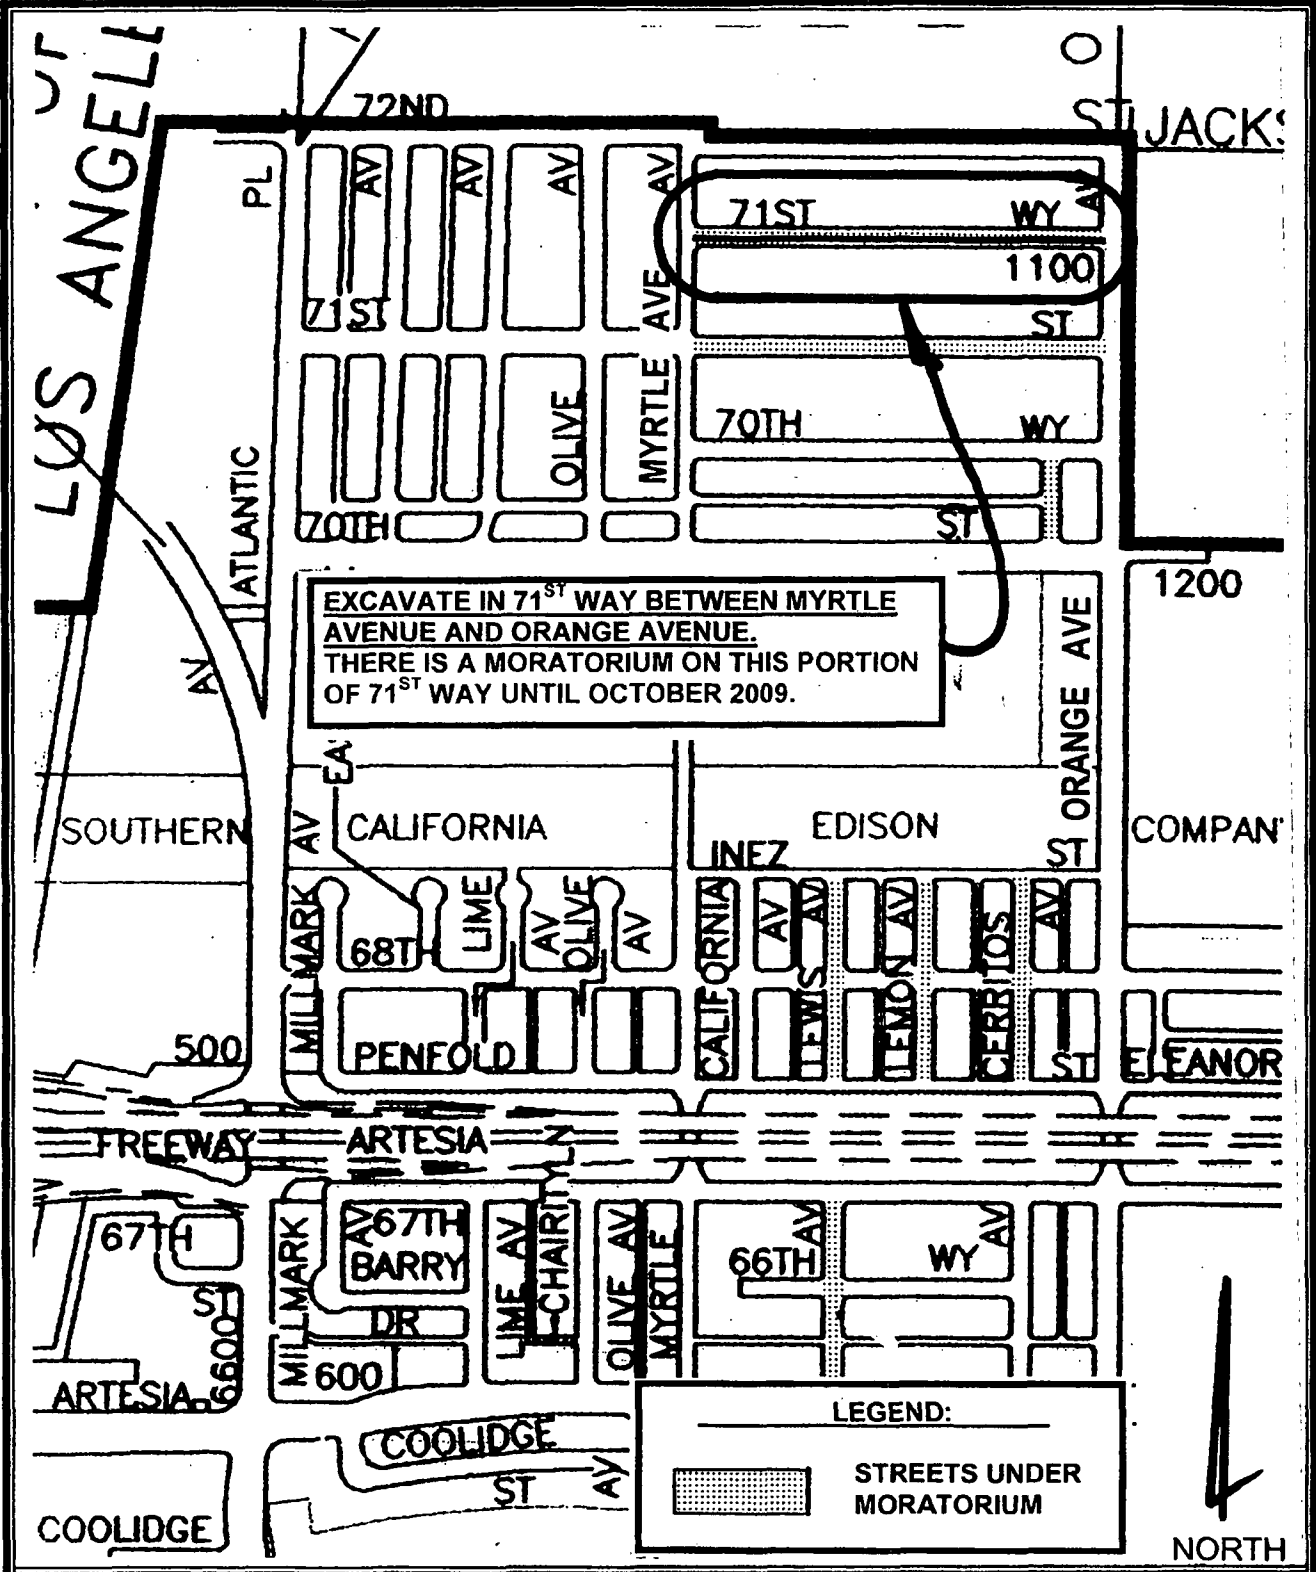 LOS ANGELE
72ND
ST
JACKS
PL
AV
AV
AV
AV
71ST WY
AV
1100
71ST
ST
MYRTLE AVE
OLIVE
70TH WY
ATLANTIC
70TH
ST
1200
EXCAVATE IN 71ST WAY BETWEEN MYRTLE
AVENUE AND ORANGE AVENUE.
THERE IS A MORATORIUM ON THIS PORTION
OF 71ST WAY UNTIL OCTOBER 2009.
AV
ORANGE AVE
EA
SOUTHERN CALIFORNIA EDISON COMPAN
AV
INEZ ST
MILLMARK
68TH
LIME
AV
OLIVE
AV
CALIFORNIA
AV
LEWIS AV
LEMON AV
CERRITOS
AV
500
PENFOLD
ST
ELEANOR
FREEWAY ARTESIA
LN
67TH
ST
6600
MILLMARK
AV
67TH
BARRY
DR
600
LIME AV
CHAIRITY
OLIVE AV
MYRTLE
66TH WY
AV
AV
ARTESIA
COOLIDGE
ST
AV
COOLIDGE
LEGEND:
STREETS UNDER
MORATORIUM
NORTH